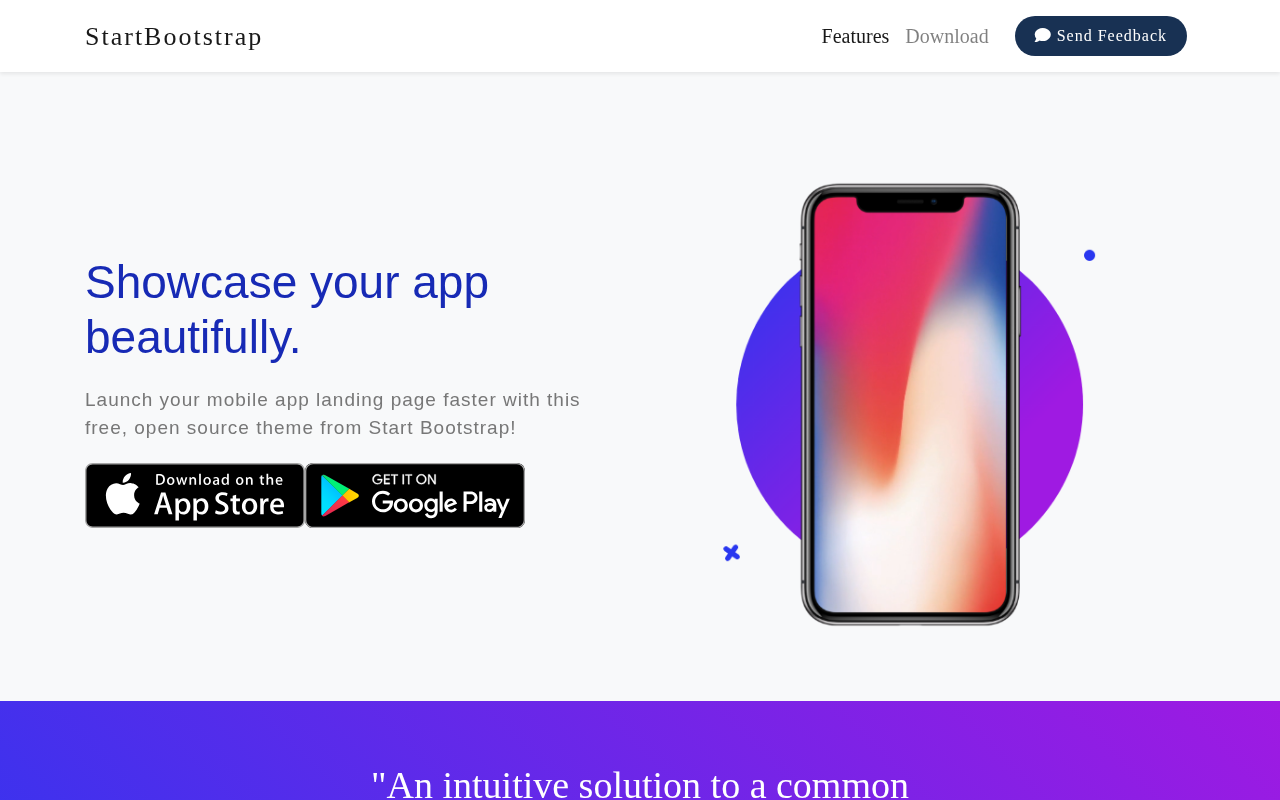 StartBootstrap
Features
Download
Send Feedback
Showcase your app
beautifully.
Launch your mobile app landing page faster with this
free, open source theme from Start Bootstrap!
Download on the
App Store
GET IT ON
Google Play
"An intuitive solution to a common